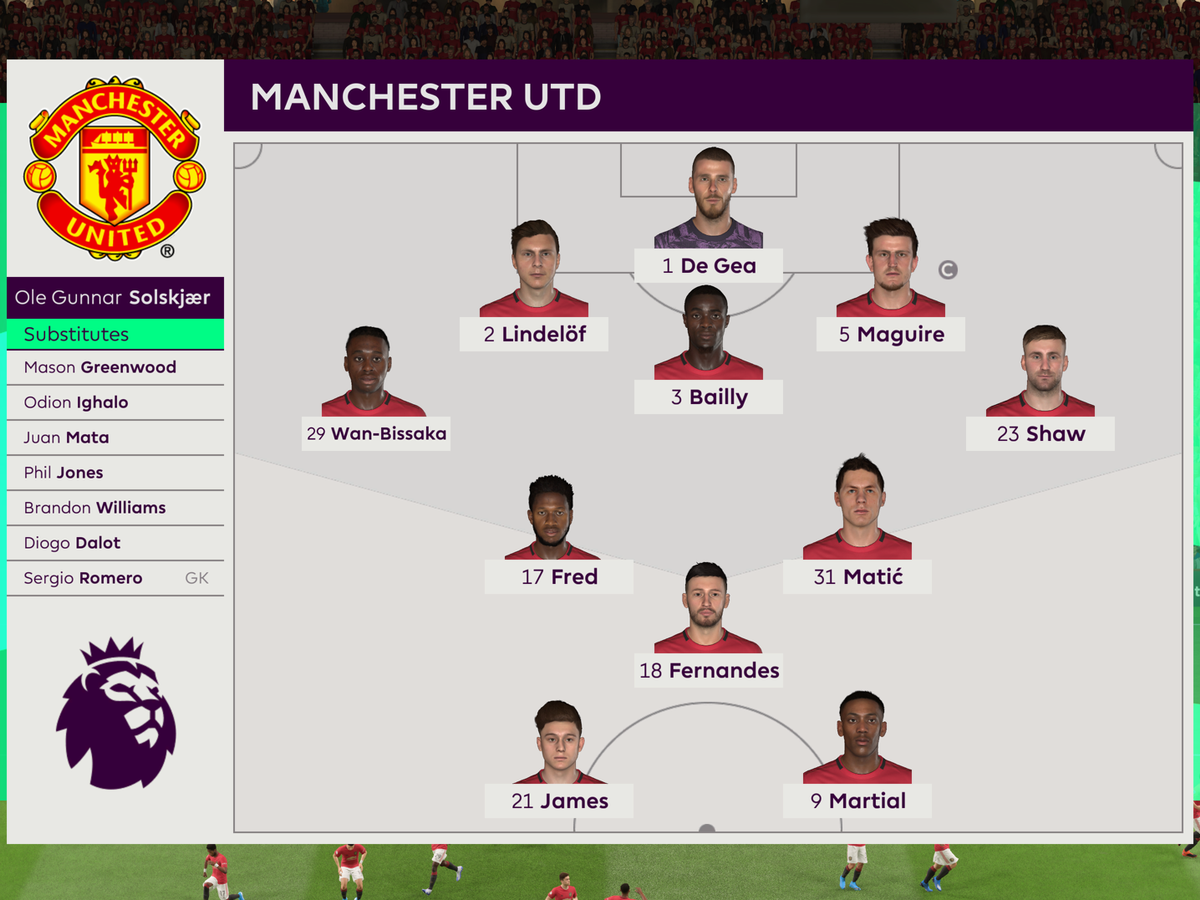 MANCHESTER UTD
MANCHESTER
UNITED
®
Ole Gunnar Solskjær
Substitutes
Mason Greenwood
Odion Ighalo
Juan Mata
Phil Jones
Brandon Williams
Diogo Dalot
Sergio Romero GK
1 De Gea
2 Lindelöf
5 Maguire
C
3 Bailly
29 Wan-Bissaka
23 Shaw
17 Fred
31 Matić
18 Fernandes
21 James
9 Martial